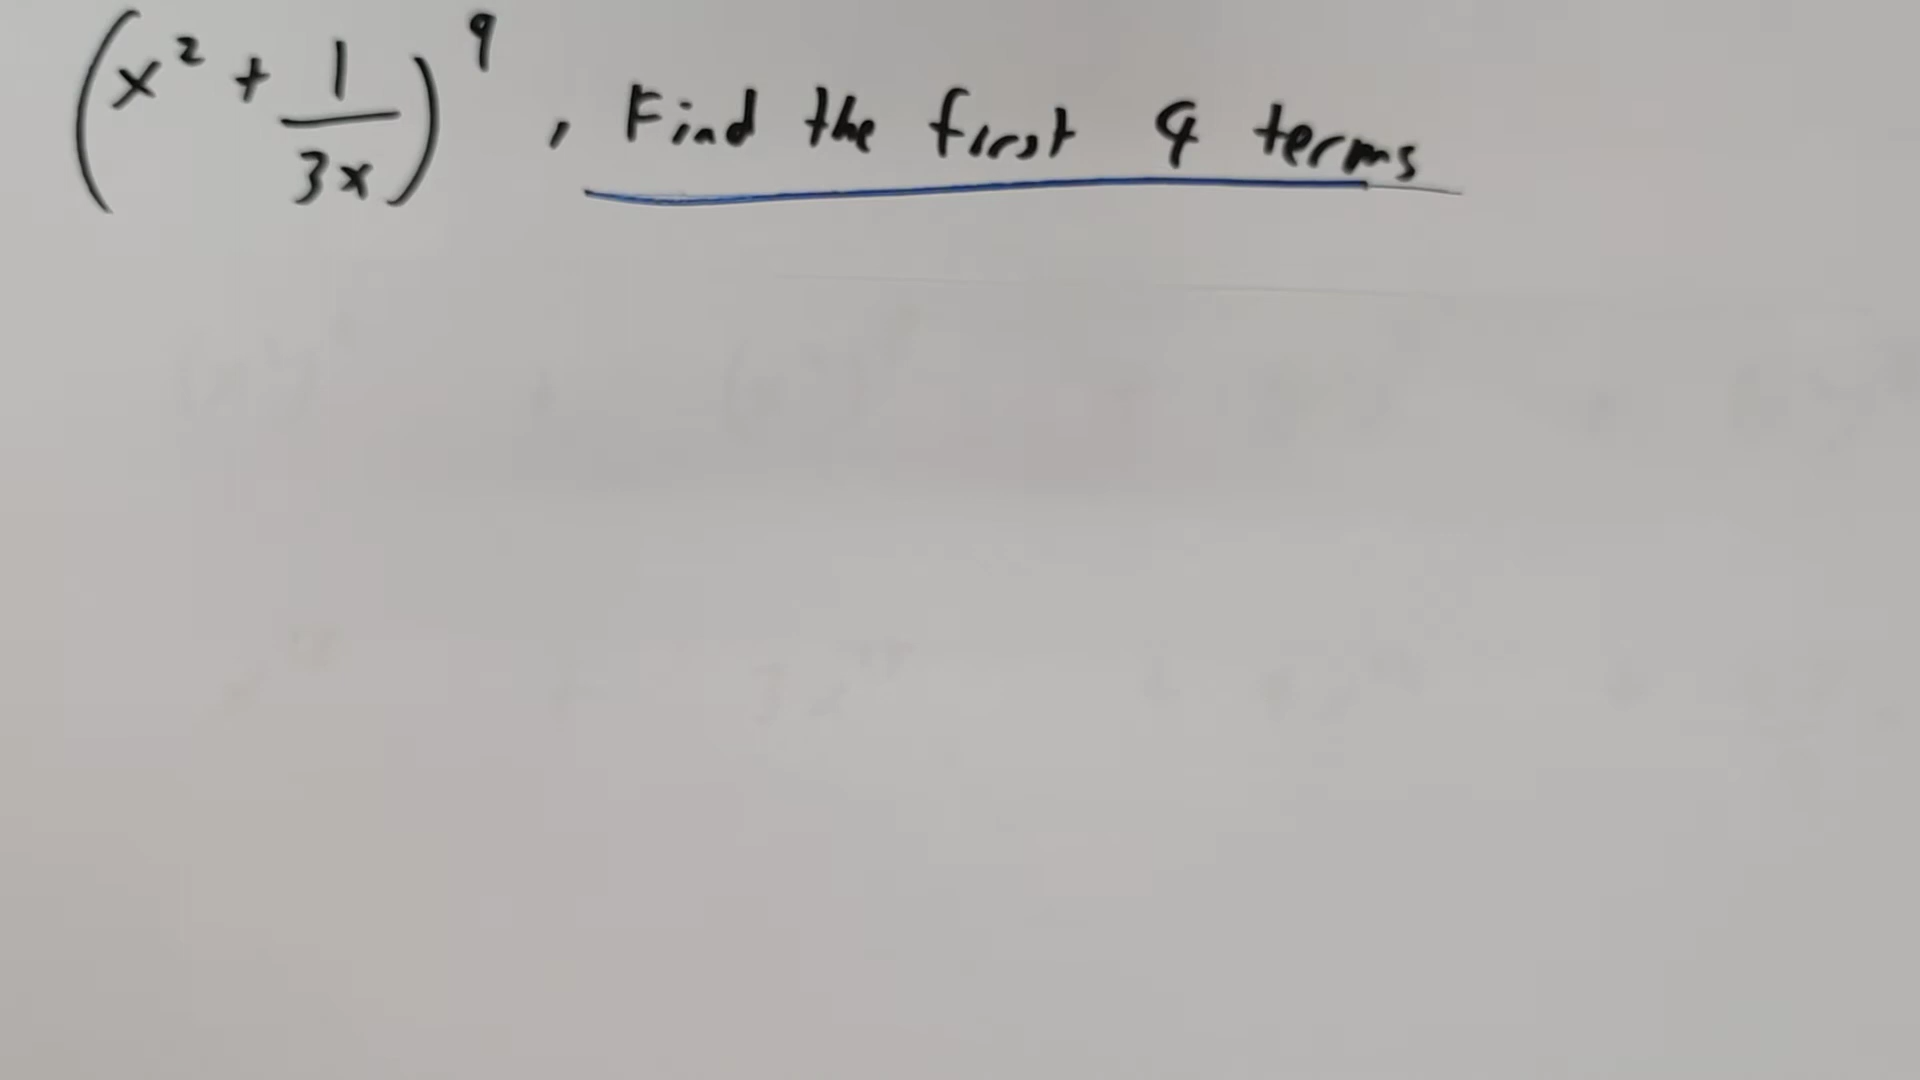 (x² + 1/3x)⁹, Find the first 4 terms